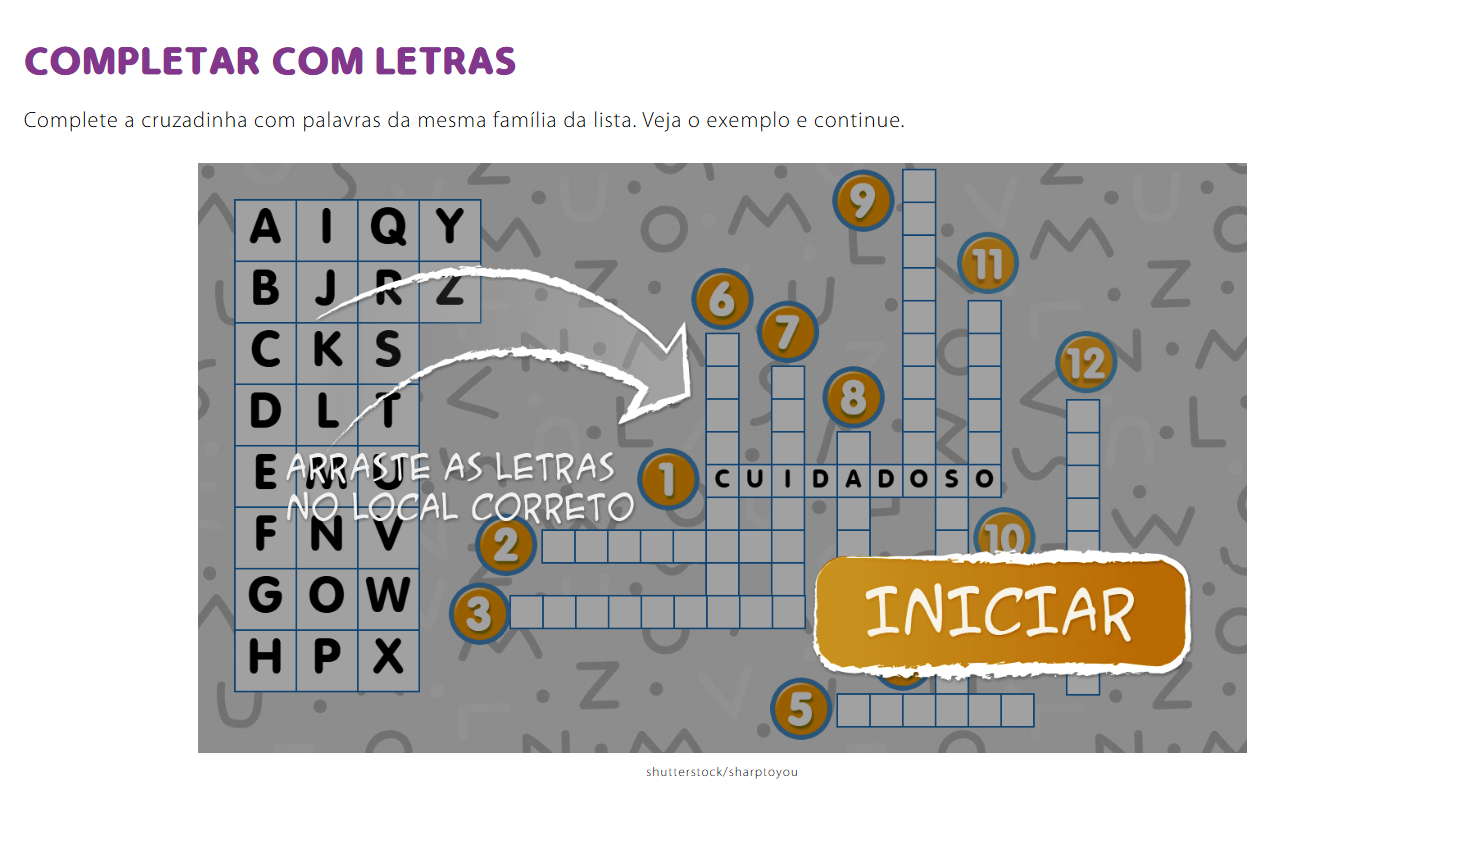 COMPLETAR COM LETRAS
Complete a cruzadinha com palavras da mesma família da lista. Veja o exemplo e continue.
A I Q Y
B J R Z
C K S
D L T
E M U
F N V
G O W
H P X
ARRASTE AS LETRAS
NO LOCAL CORRETO
9
11
6
7
12
8
1 CUIDADOSO
2
10
3
INICIAR
5
shutterstock/sharptoyou